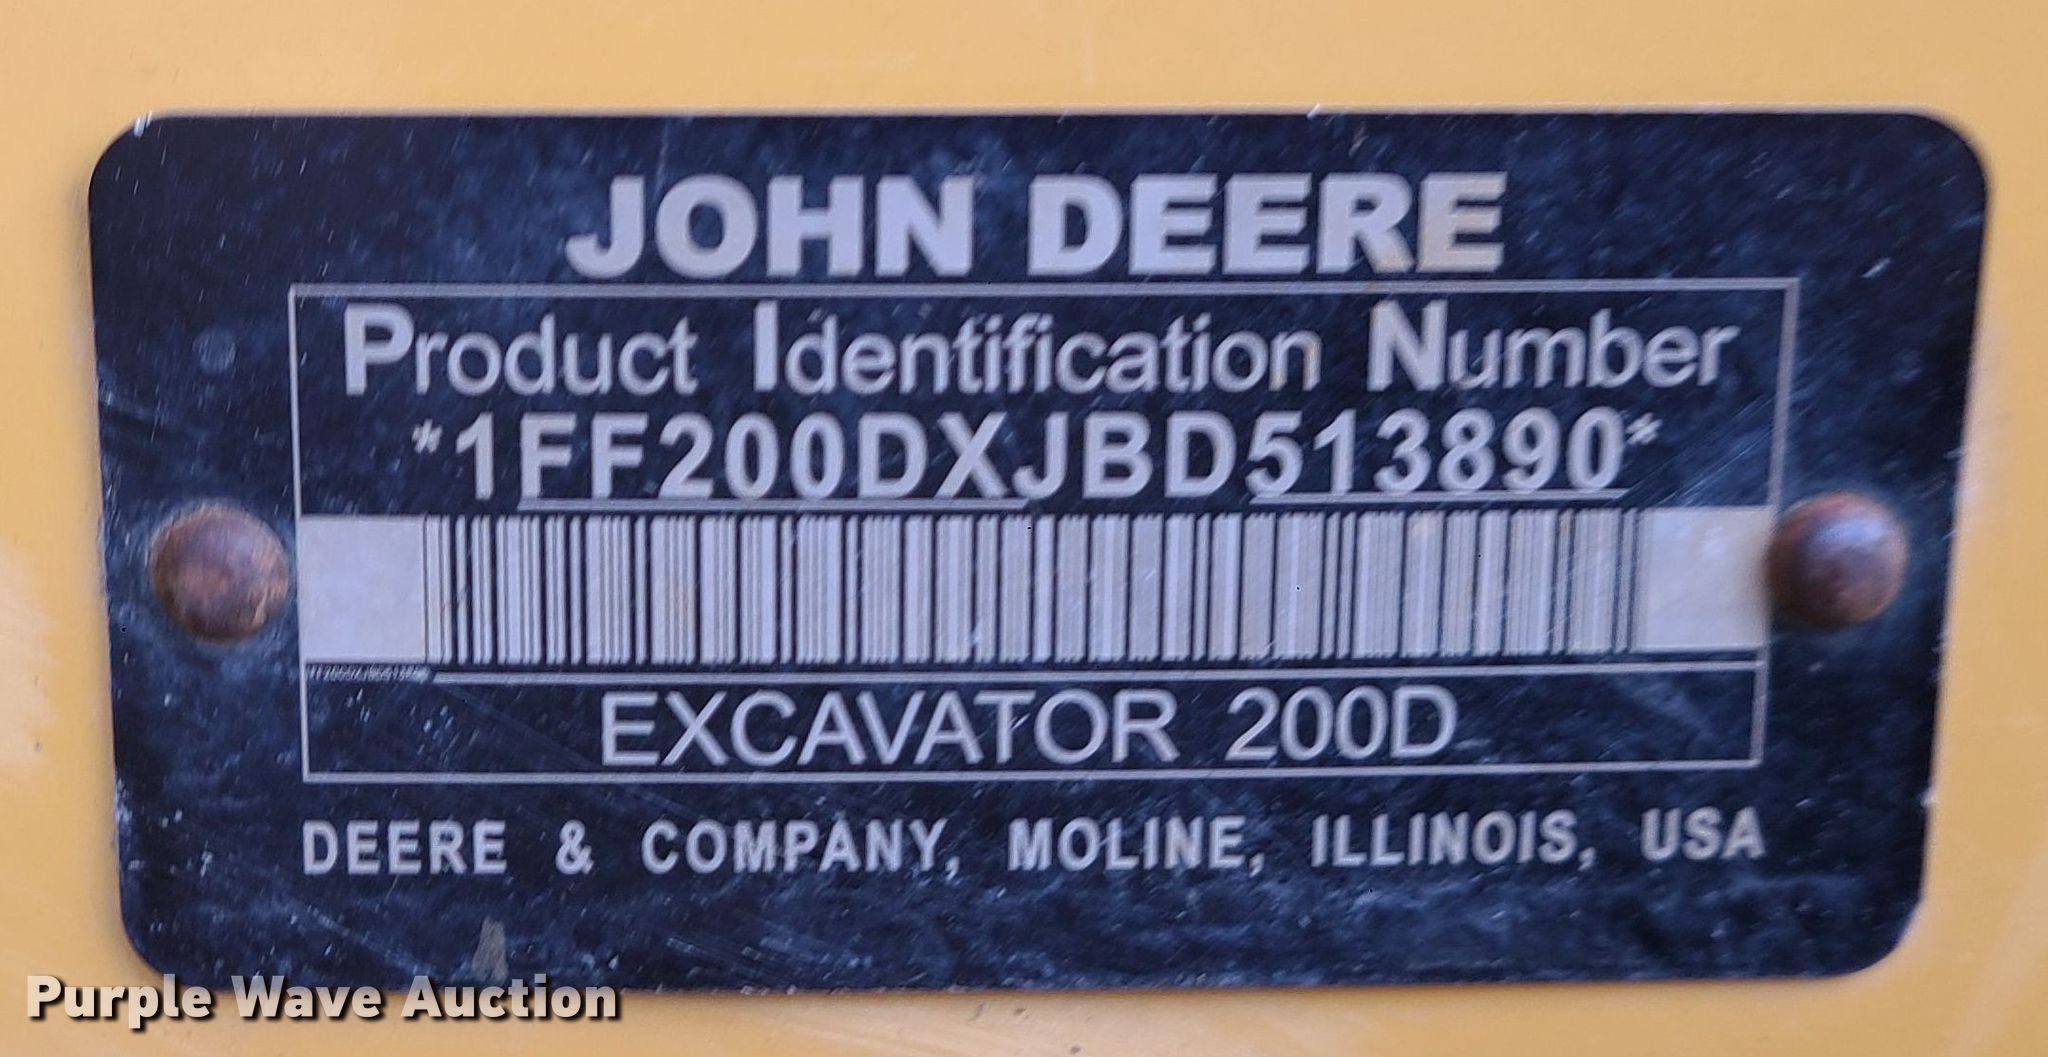 JOHN DEERE
Product Identification Number
*1FF200DXJBD513890*
EXCAVATOR 200D
DEERE & COMPANY, MOLINE, ILLINOIS, USA
Purple Wave Auction